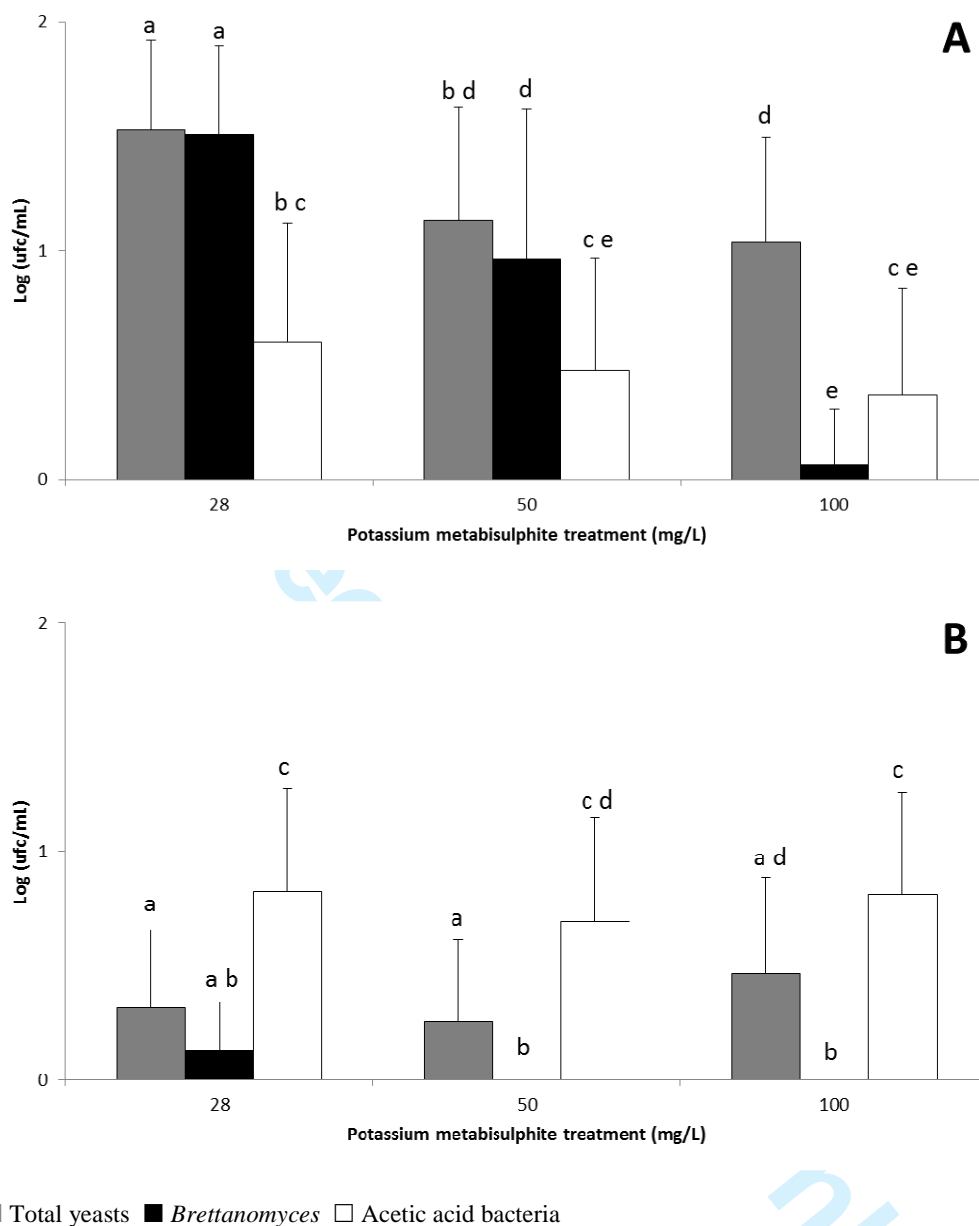 2
A
a
a
b d
d
d
b c
c e
c e
e
1
0
Log (ufc/mL)
28
50
100
Potassium metabisulphite treatment (mg/L)
2
B
c
c d
c
a
a b
a
b
a d
b
1
0
Log (ufc/mL)
28
50
100
Potassium metabisulphite treatment (mg/L)
Total yeasts Brettanomyces Acetic acid bacteria